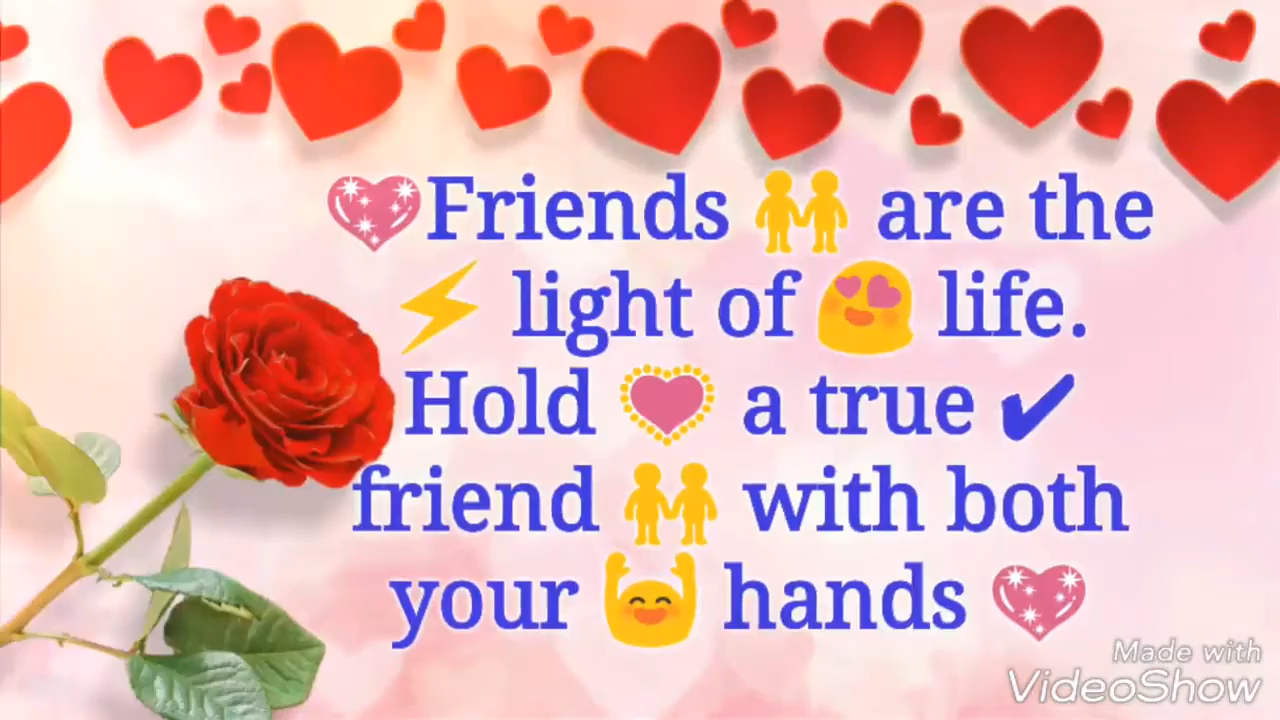 💖Friends 👬 are the
⚡ light of 😍 life.
Hold 💟 a true ✔
friend 👬 with both
your 🙌 hands 💖
Made with
VideoShow